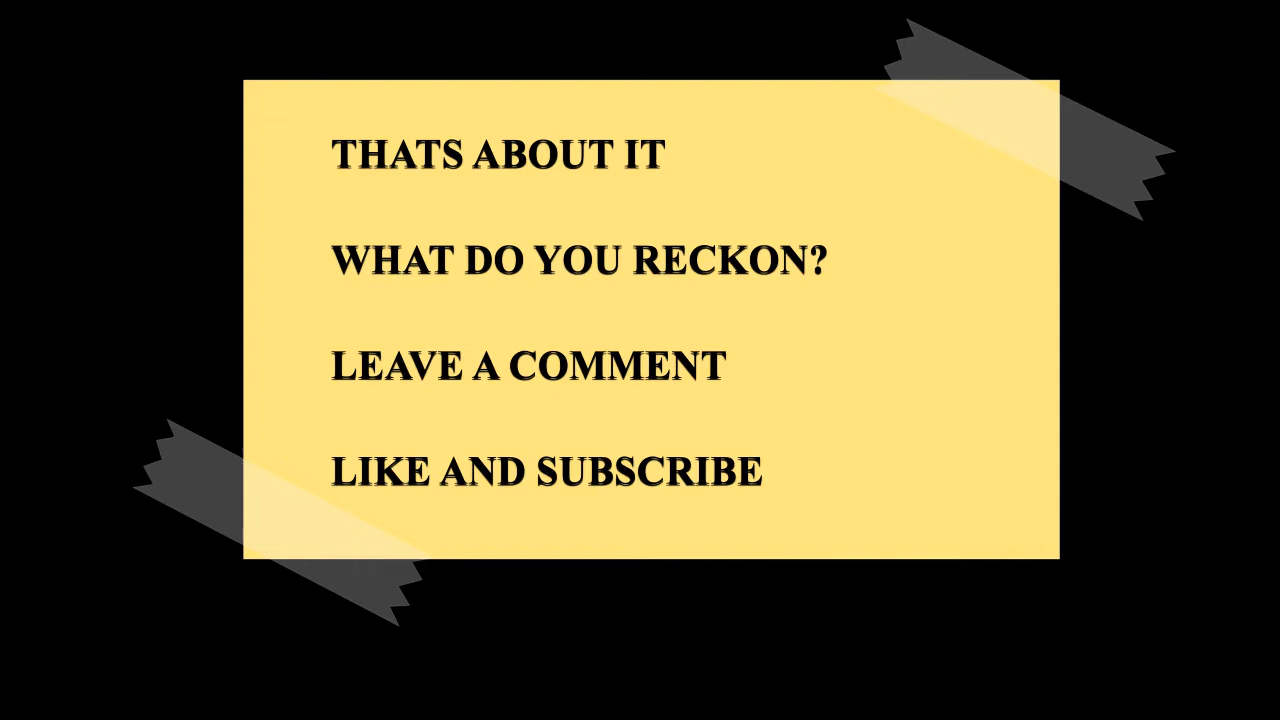 THATS ABOUT IT
WHAT DO YOU RECKON?
LEAVE A COMMENT
LIKE AND SUBSCRIBE